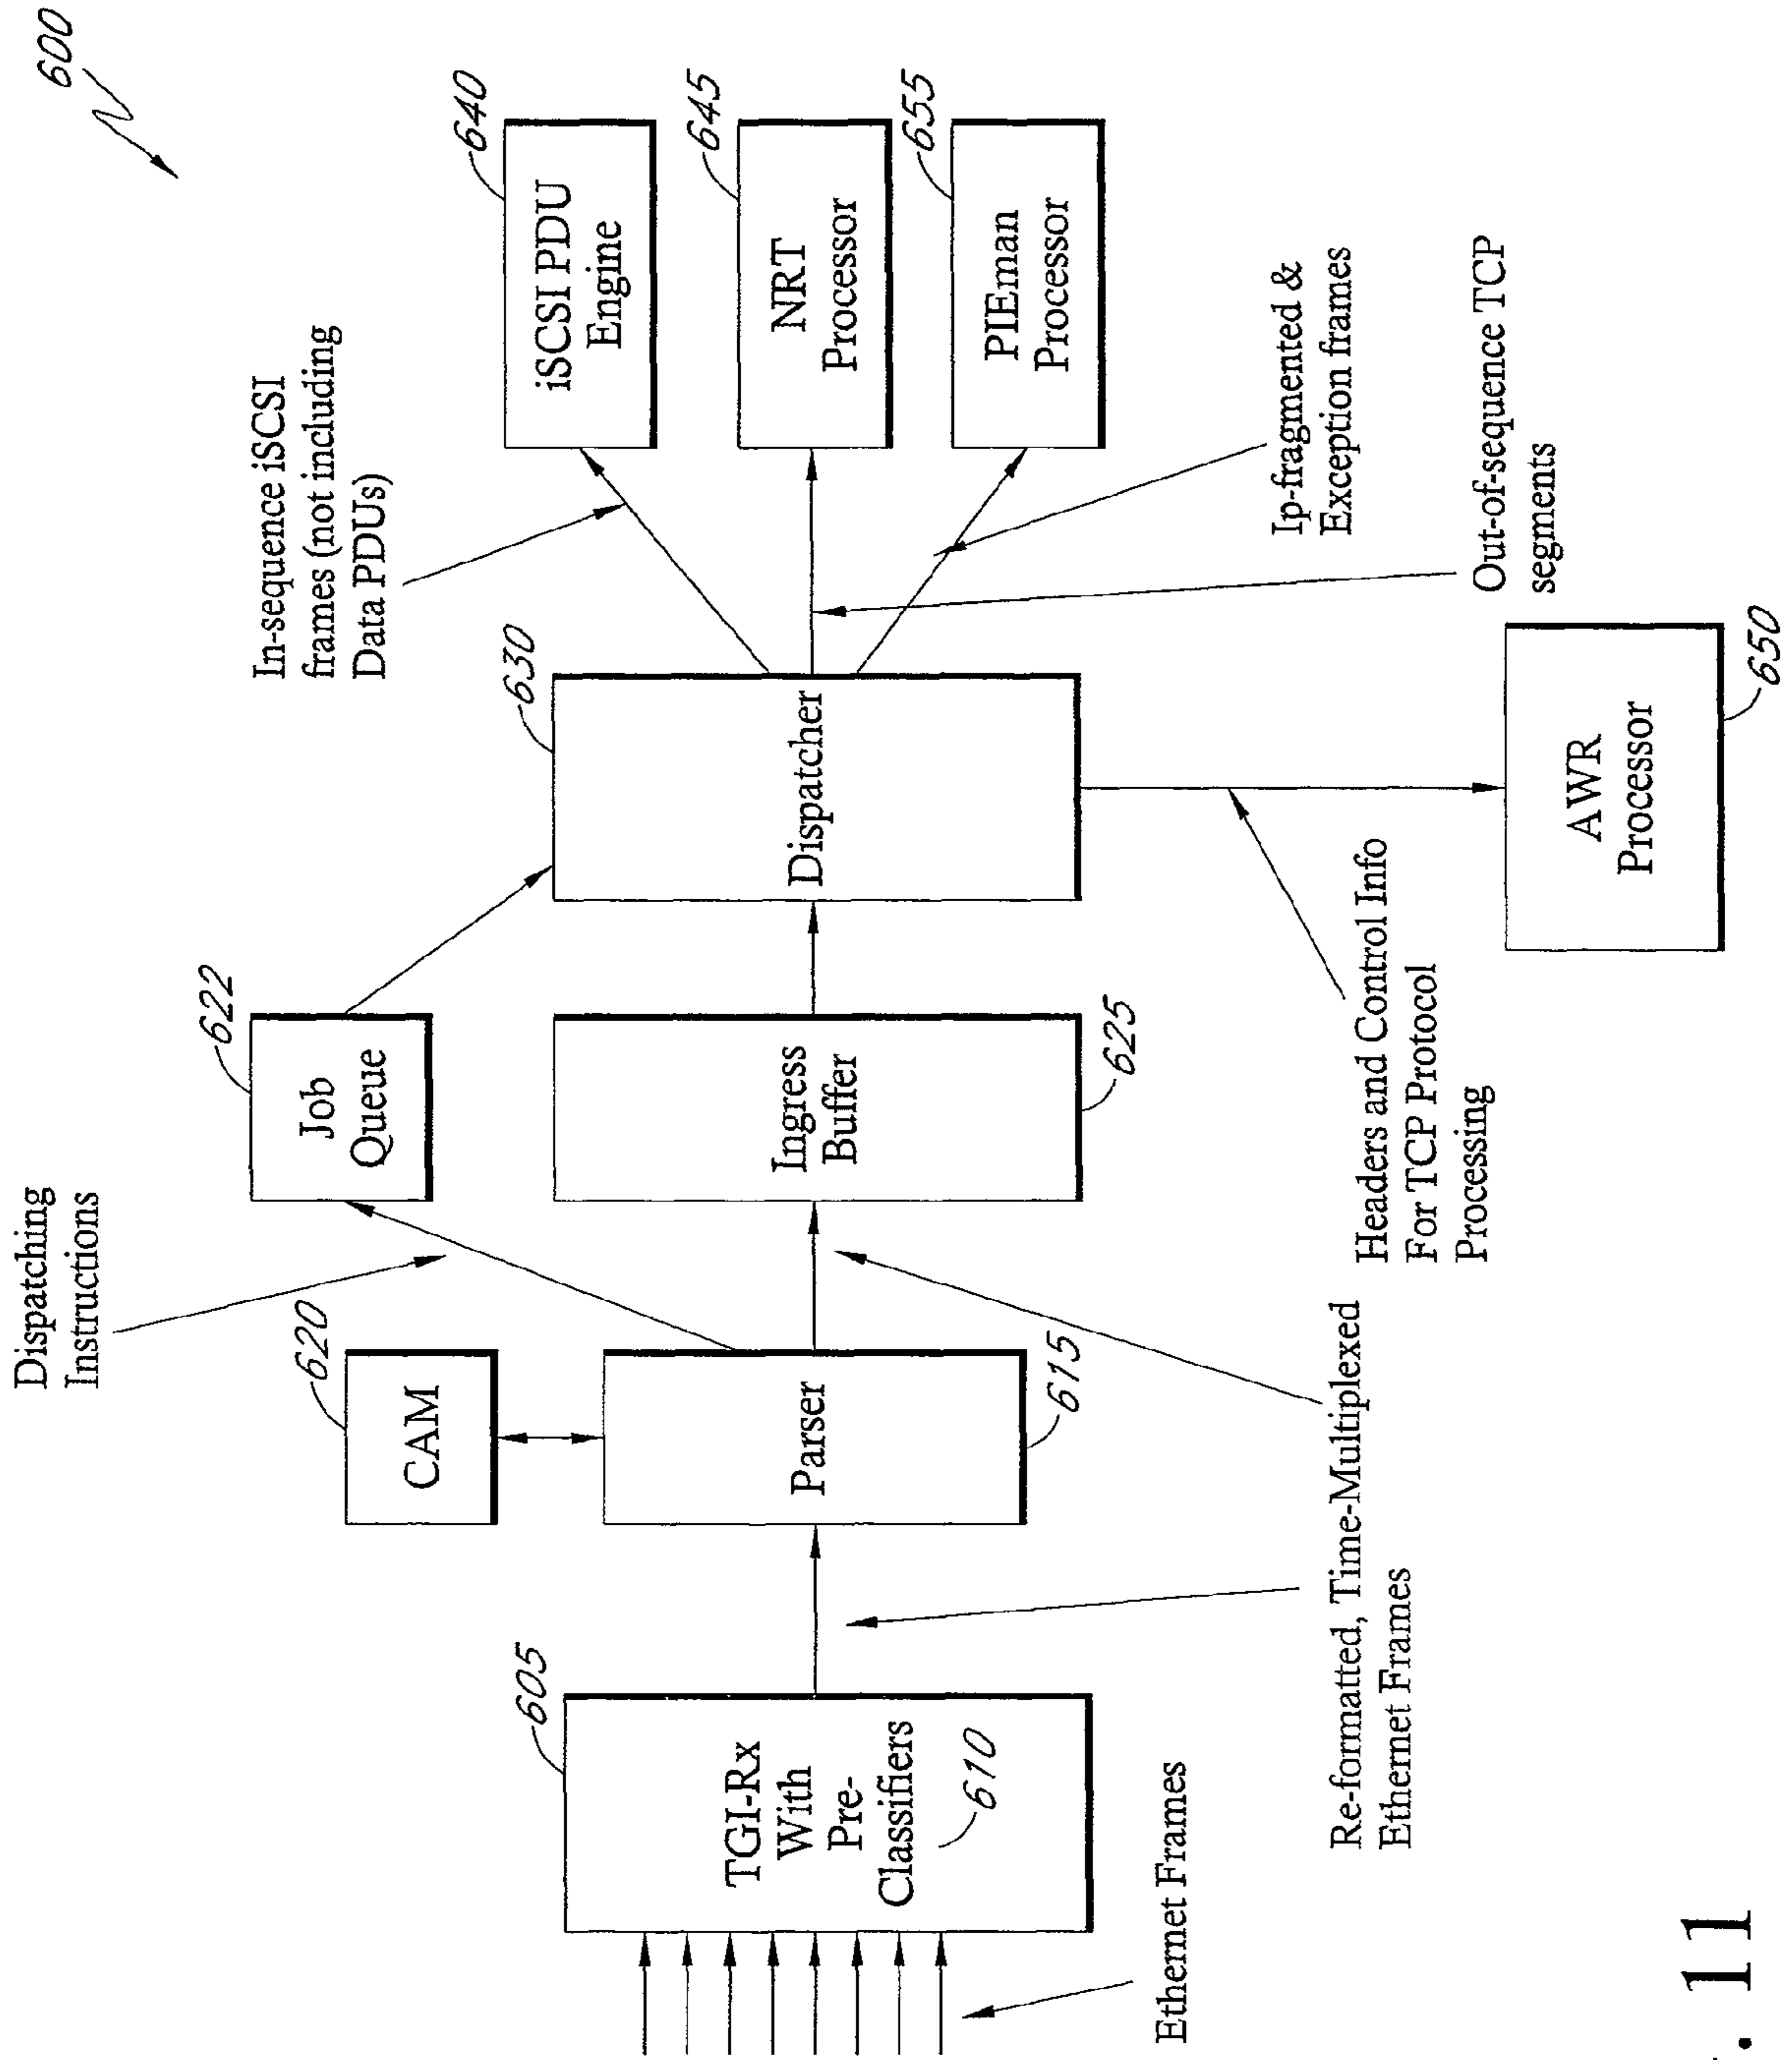 600
Dispatching
Instructions
In-sequence iSCSI
frames (not including
Data PDUs)
640
iSCSI PDU
Engine
622
Job
Queue
620
CAM
630
Dispatcher
645
NRT
Processor
605
TGI-Rx
With
Pre-
Classifiers
610
Parser
615
Ingress
Buffer
625
655
PIEman
Processor
Ethernet Frames
Re-formatted, Time-Multiplexed
Ethernet Frames
Headers and Control Info
For TCP Protocol
Processing
Ip-fragmented &
Exception frames
Out-of-sequence TCP
segments
AWR
Processor
650
. 11